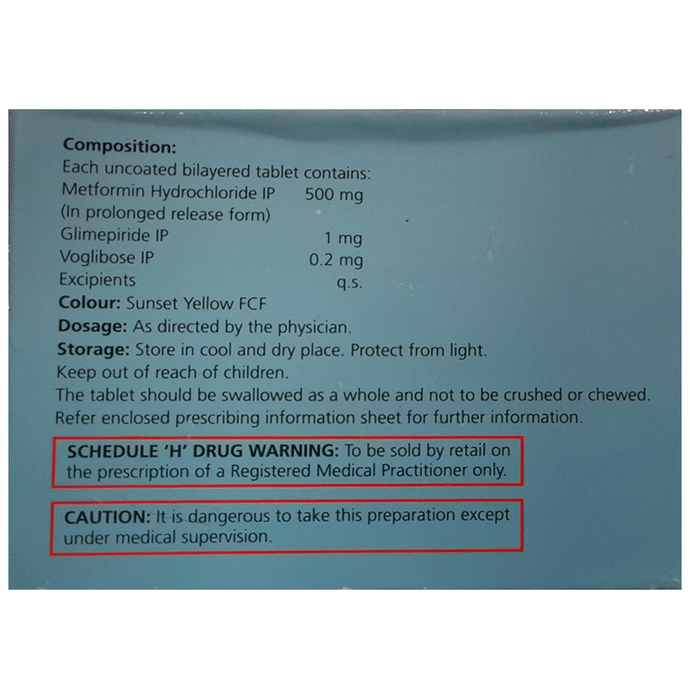 Composition:
Each uncoated bilayered tablet contains:
Metformin Hydrochloride IP 500 mg
(In prolonged release form)
Glimepiride IP 1 mg
Voglibose IP 0.2 mg
Excipients q.s.
Colour: Sunset Yellow FCF
Dosage: As directed by the physician.
Storage: Store in cool and dry place. Protect from light.
Keep out of reach of children.
The tablet should be swallowed as a whole and not to be crushed or chewed.
Refer enclosed prescribing information sheet for further information.
SCHEDULE ‘H’ DRUG WARNING: To be sold by retail on
the prescription of a Registered Medical Practitioner only.
CAUTION: It is dangerous to take this preparation except
under medical supervision.